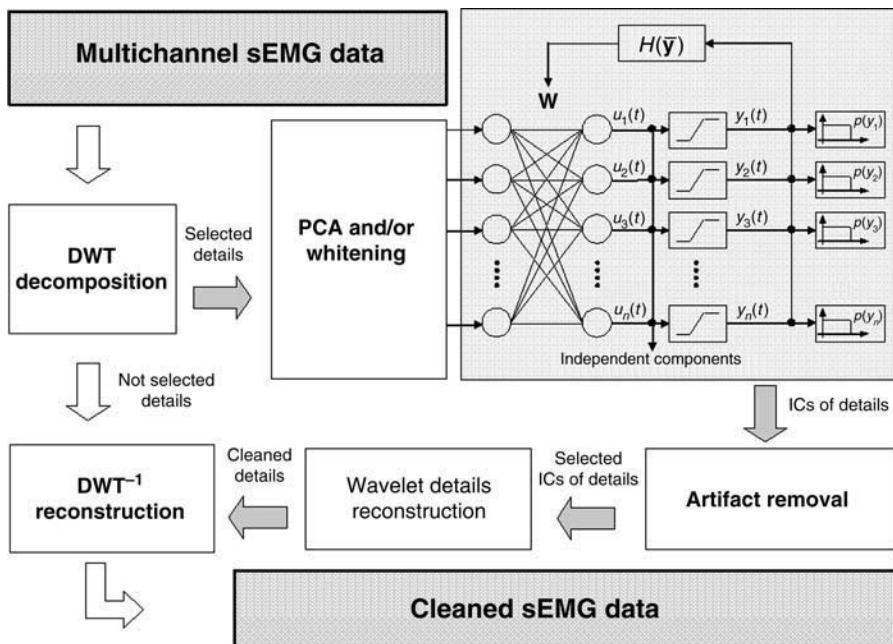 Multichannel sEMG data
H(ȳ)
W
u₁(t)
y₁(t)
p(y₁)
u₂(t)
y₂(t)
p(y₂)
u₃(t)
y₃(t)
p(y₃)
uₙ(t)
yₙ(t)
p(yₙ)
Independent components
DWT
decomposition
Selected
details
PCA and/or
whitening
Not selected
details
ICs of details
DWT⁻¹
reconstruction
Cleaned
details
Wavelet details
reconstruction
Selected
ICs of details
Artifact removal
Cleaned sEMG data